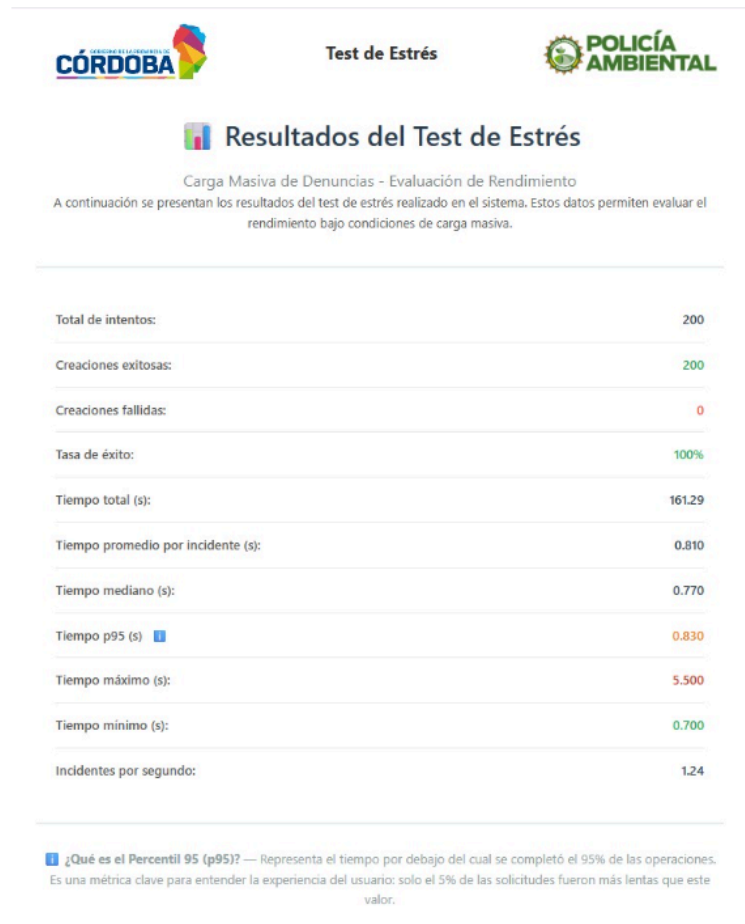 GOBIERNO DE LA PROVINCIA DE
CÓRDOBA
Test de Estrés
POLICÍA
AMBIENTAL
Resultados del Test de Estrés
Carga Masiva de Denuncias - Evaluación de Rendimiento
A continuación se presentan los resultados del test de estrés realizado en el sistema. Estos datos permiten evaluar el
rendimiento bajo condiciones de carga masiva.
Total de intentos: 200
Creaciones exitosas: 200
Creaciones fallidas: 0
Tasa de éxito: 100%
Tiempo total (s): 161.29
Tiempo promedio por incidente (s): 0.810
Tiempo mediano (s): 0.770
Tiempo p95 (s) i 0.830
Tiempo máximo (s): 5.500
Tiempo mínimo (s): 0.700
Incidentes por segundo: 1.24
i ¿Qué es el Percentil 95 (p95)? — Representa el tiempo por debajo del cual se completó el 95% de las operaciones.
Es una métrica clave para entender la experiencia del usuario: solo el 5% de las solicitudes fueron más lentas que este
valor.